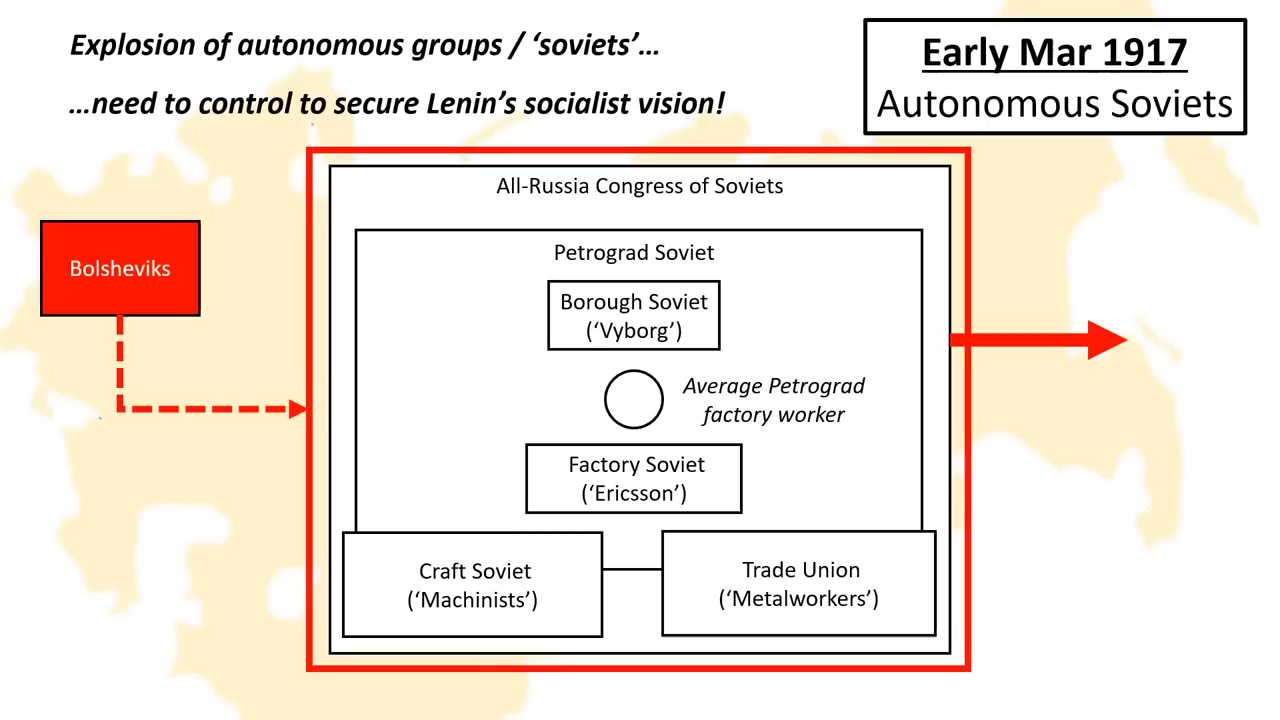 Explosion of autonomous groups / ‘soviets’…
…need to control to secure Lenin’s socialist vision!
Early Mar 1917
Autonomous Soviets
All-Russia Congress of Soviets
Petrograd Soviet
Bolsheviks
Borough Soviet
(‘Vyborg’)
Average Petrograd
factory worker
Factory Soviet
(‘Ericsson’)
Craft Soviet
(‘Machinists’)
Trade Union
(‘Metalworkers’)